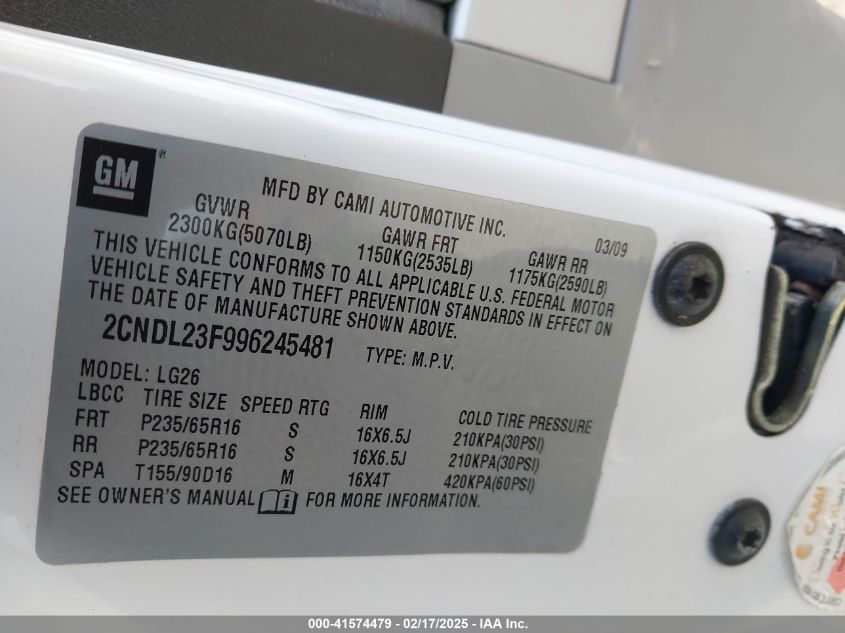 GM ®
MFD BY CAMI AUTOMOTIVE INC.
03/09
GVWR GAWR FRT GAWR RR
2300KG(5070LB) 1150KG(2535LB) 1175KG(2590LB)
THIS VEHICLE CONFORMS TO ALL APPLICABLE U.S. FEDERAL MOTOR
VEHICLE SAFETY AND THEFT PREVENTION STANDARDS IN EFFECT ON
THE DATE OF MANUFACTURE SHOWN ABOVE.
2CNDL23F996245481 TYPE: M.P.V.
MODEL: LG26
LBCC TIRE SIZE SPEED RTG RIM COLD TIRE PRESSURE
FRT P235/65R16 S 16X6.5J 210KPA(30PSI)
RR P235/65R16 S 16X6.5J 210KPA(30PSI)
SPA T155/90D16 M 16X4T 420KPA(60PSI)
SEE OWNER'S MANUAL FOR MORE INFORMATION.
CAMI
000-41574479 - 02/17/2025 - IAA Inc.